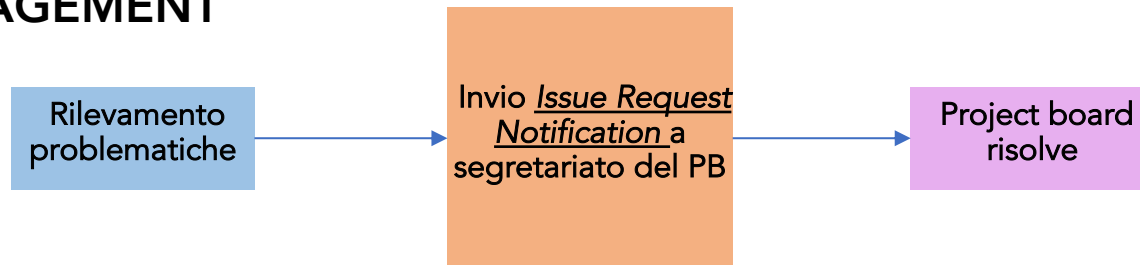 AGEMENT
Rilevamento
problematiche
Invio Issue Request
Notification a
segretariato del PB
Project board
risolve